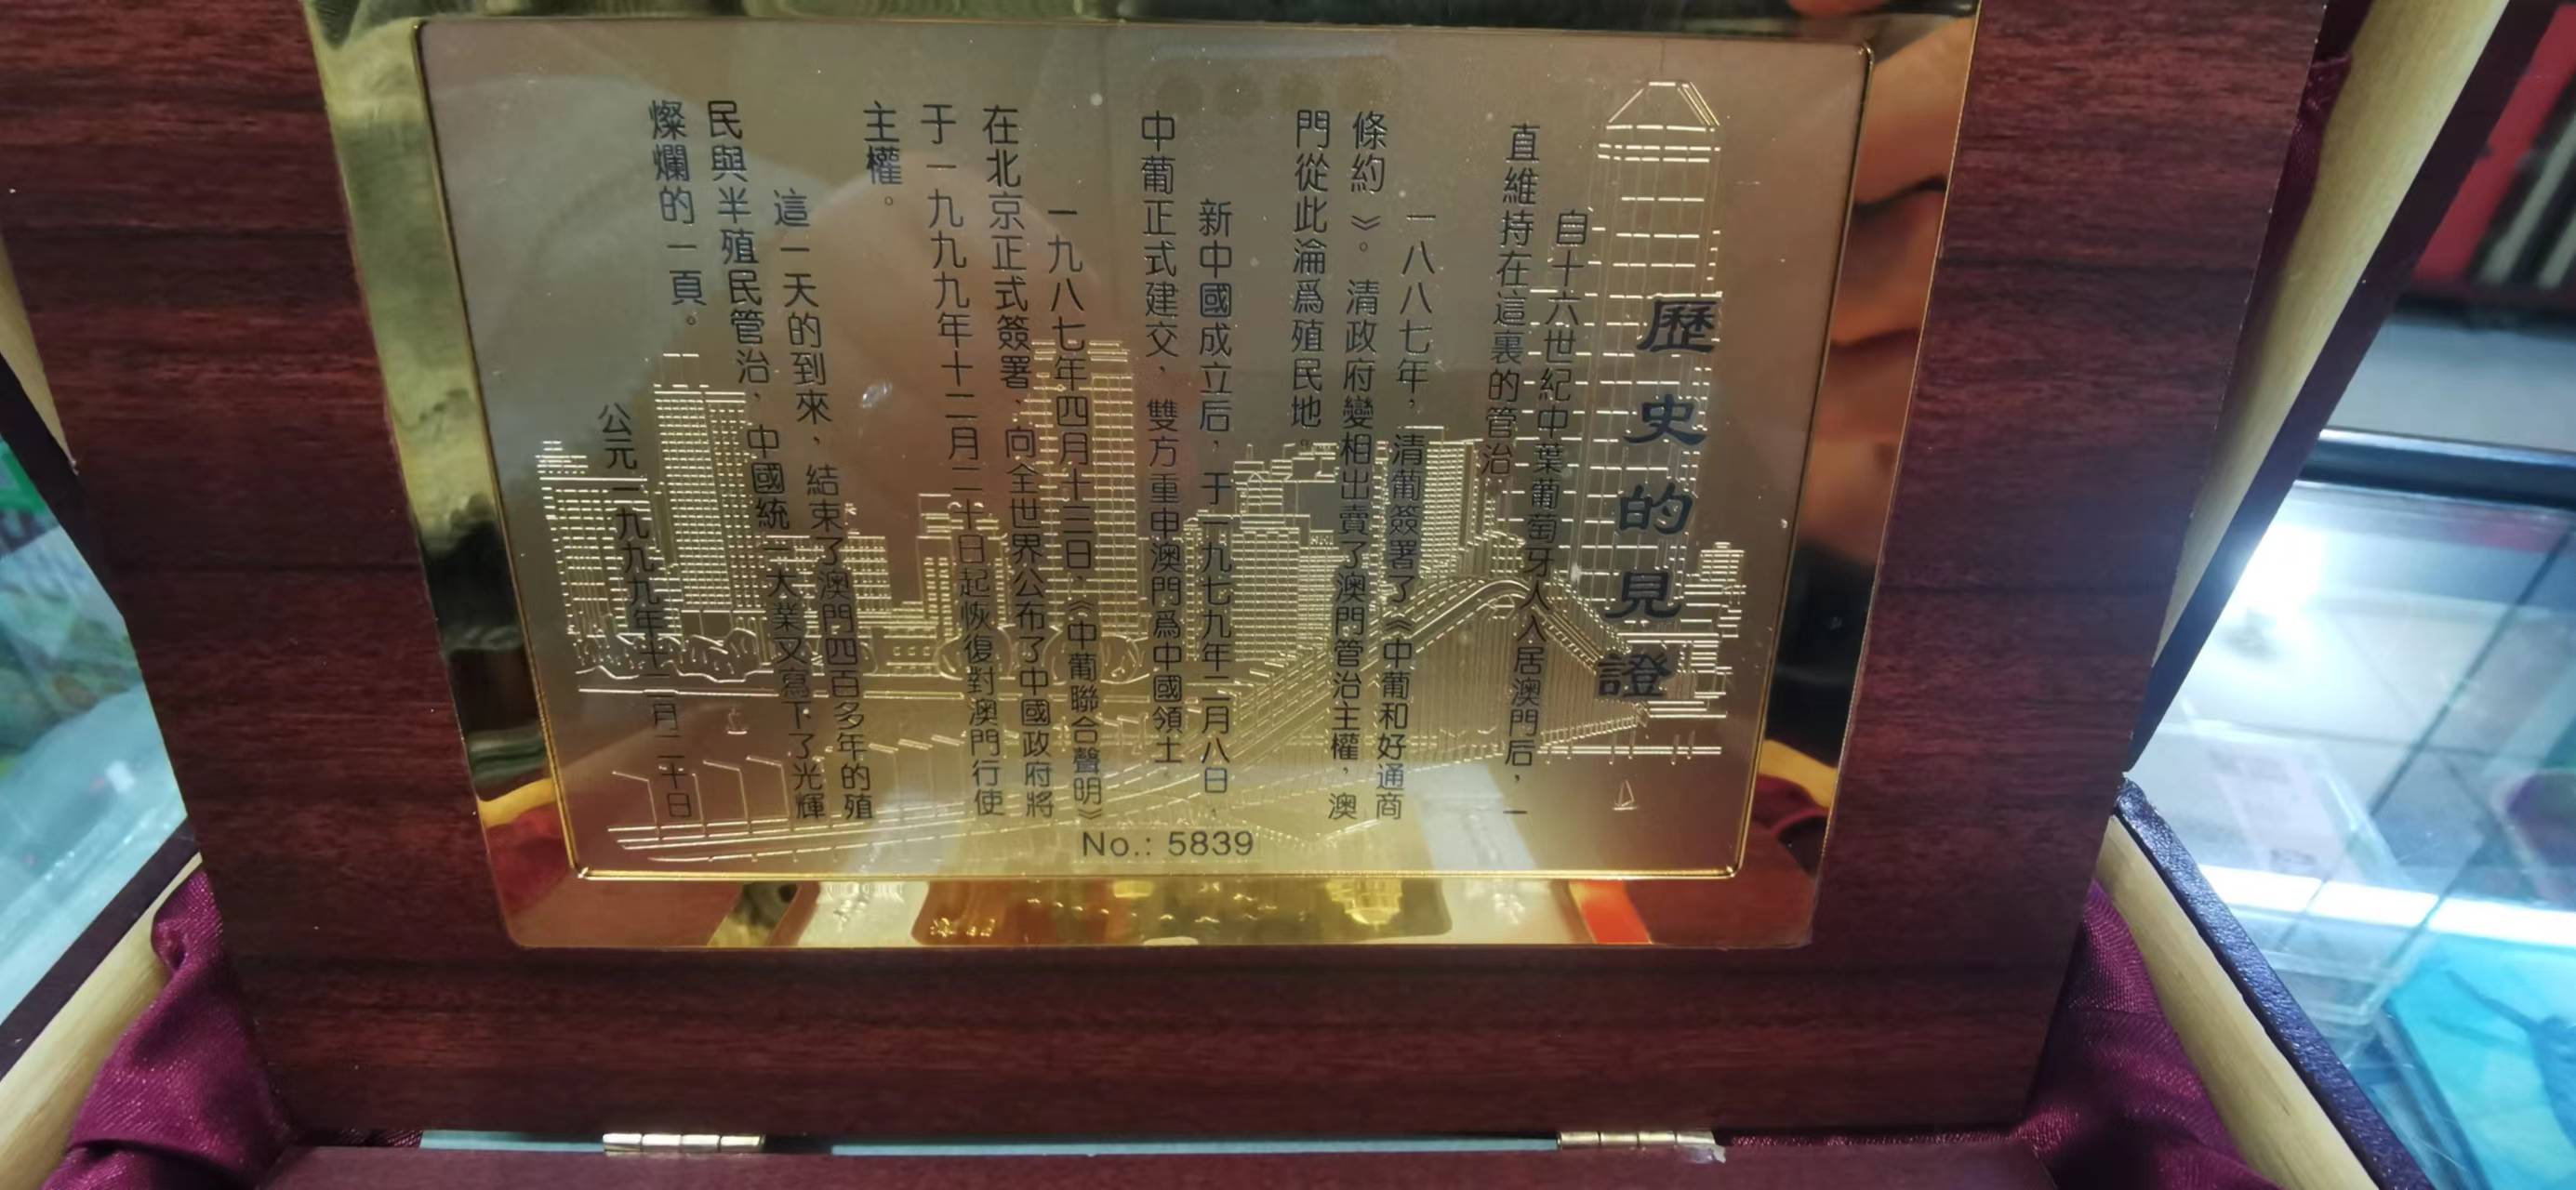 歷史的見證
自十六世紀中葉葡萄牙人入居澳門后，一
直維持在這裏的管治
一八八七年，清葡簽署了《中葡和好通商
條約》。清政府變相出賣了澳門管治主權，澳
門從此淪爲殖民地。
新中國成立后，于一九七九年二月八日，
中葡正式建交，雙方重申澳門爲中國領土。
一九八七年四月十三日，《中葡聯合聲明》
在北京正式簽署，向全世界公布了中國政府將
于一九九九年十二月二十日起恢復對澳門行使
主權。
這一天的到來，結束了澳門四百多年的殖
民與半殖民管治，中國統一大業又寫下了光輝
燦爛的一頁。
公元一九九九年十二月二十日
No.: 5839